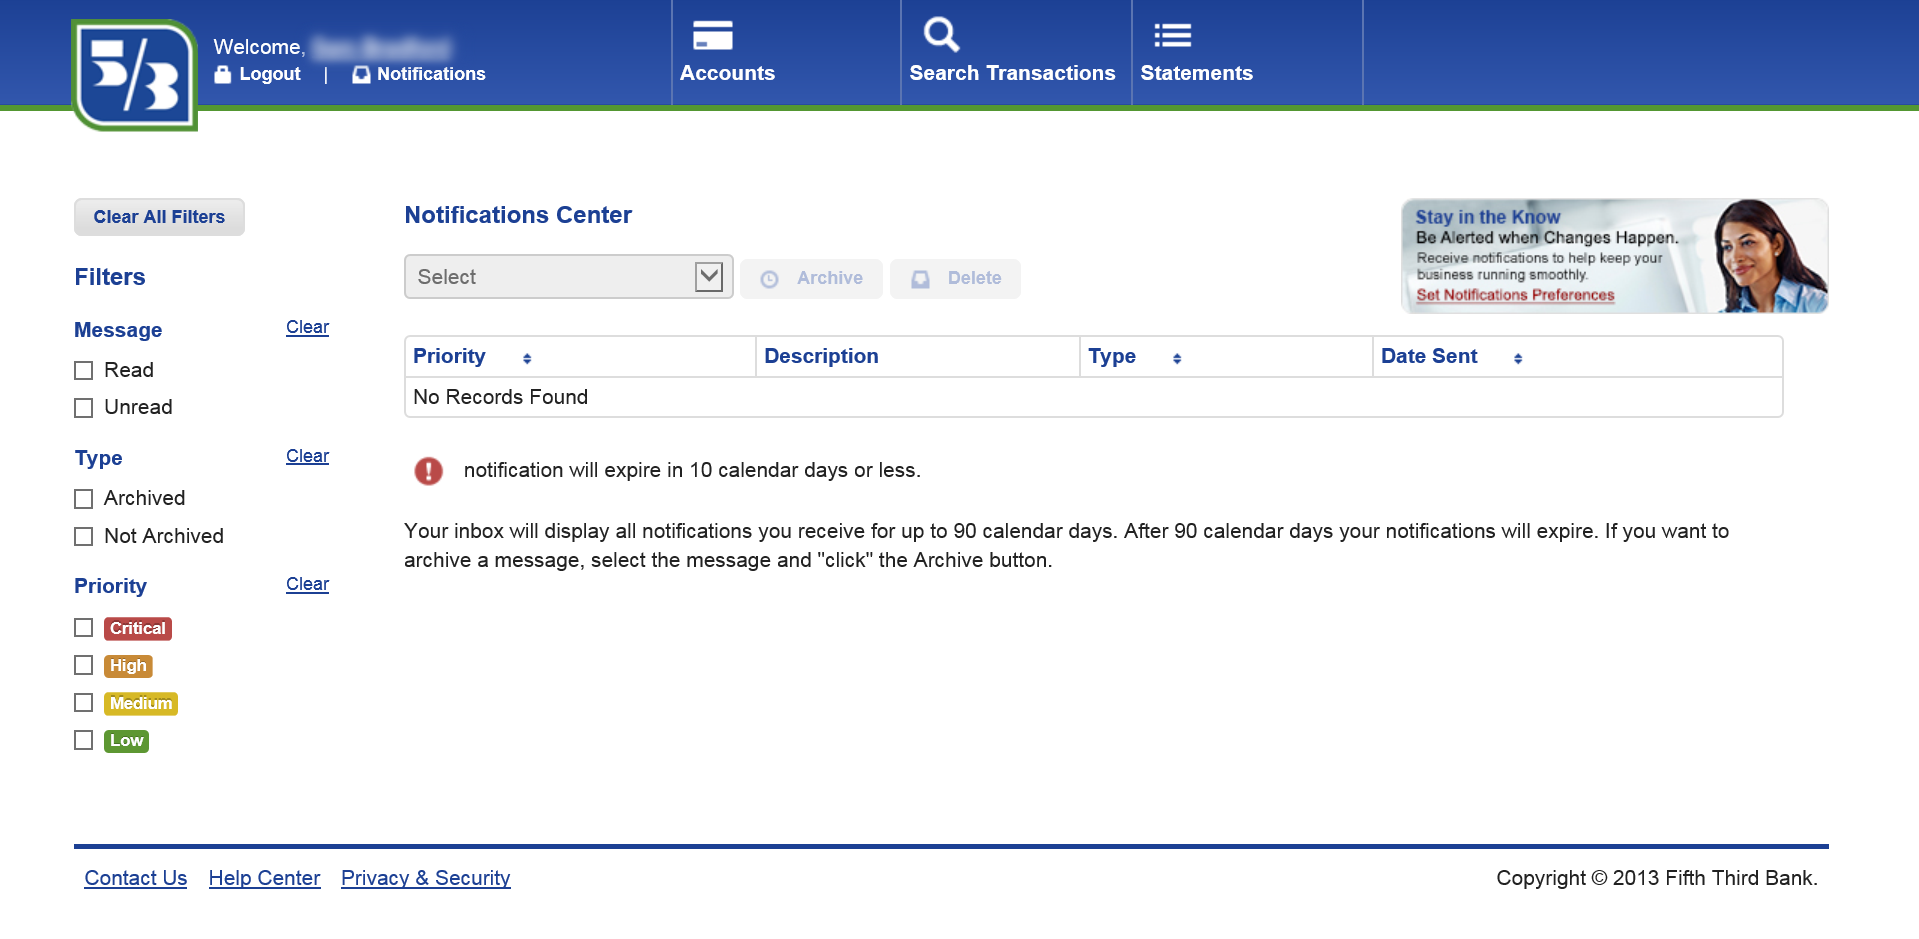 5/3
Welcome,
Logout | Notifications
Accounts
Search Transactions
Statements
Clear All Filters
Filters
Message Clear
Read
Unread
Type Clear
Archived
Not Archived
Priority Clear
Critical
High
Medium
Low
Notifications Center
Select Archive Delete
Stay in the Know
Be Alerted when Changes Happen.
Receive notifications to help keep your
business running smoothly.
Set Notifications Preferences
Priority Description Type Date Sent
No Records Found
notification will expire in 10 calendar days or less.
Your inbox will display all notifications you receive for up to 90 calendar days. After 90 calendar days your notifications will expire. If you want to
archive a message, select the message and "click" the Archive button.
Contact Us Help Center Privacy & Security
Copyright © 2013 Fifth Third Bank.